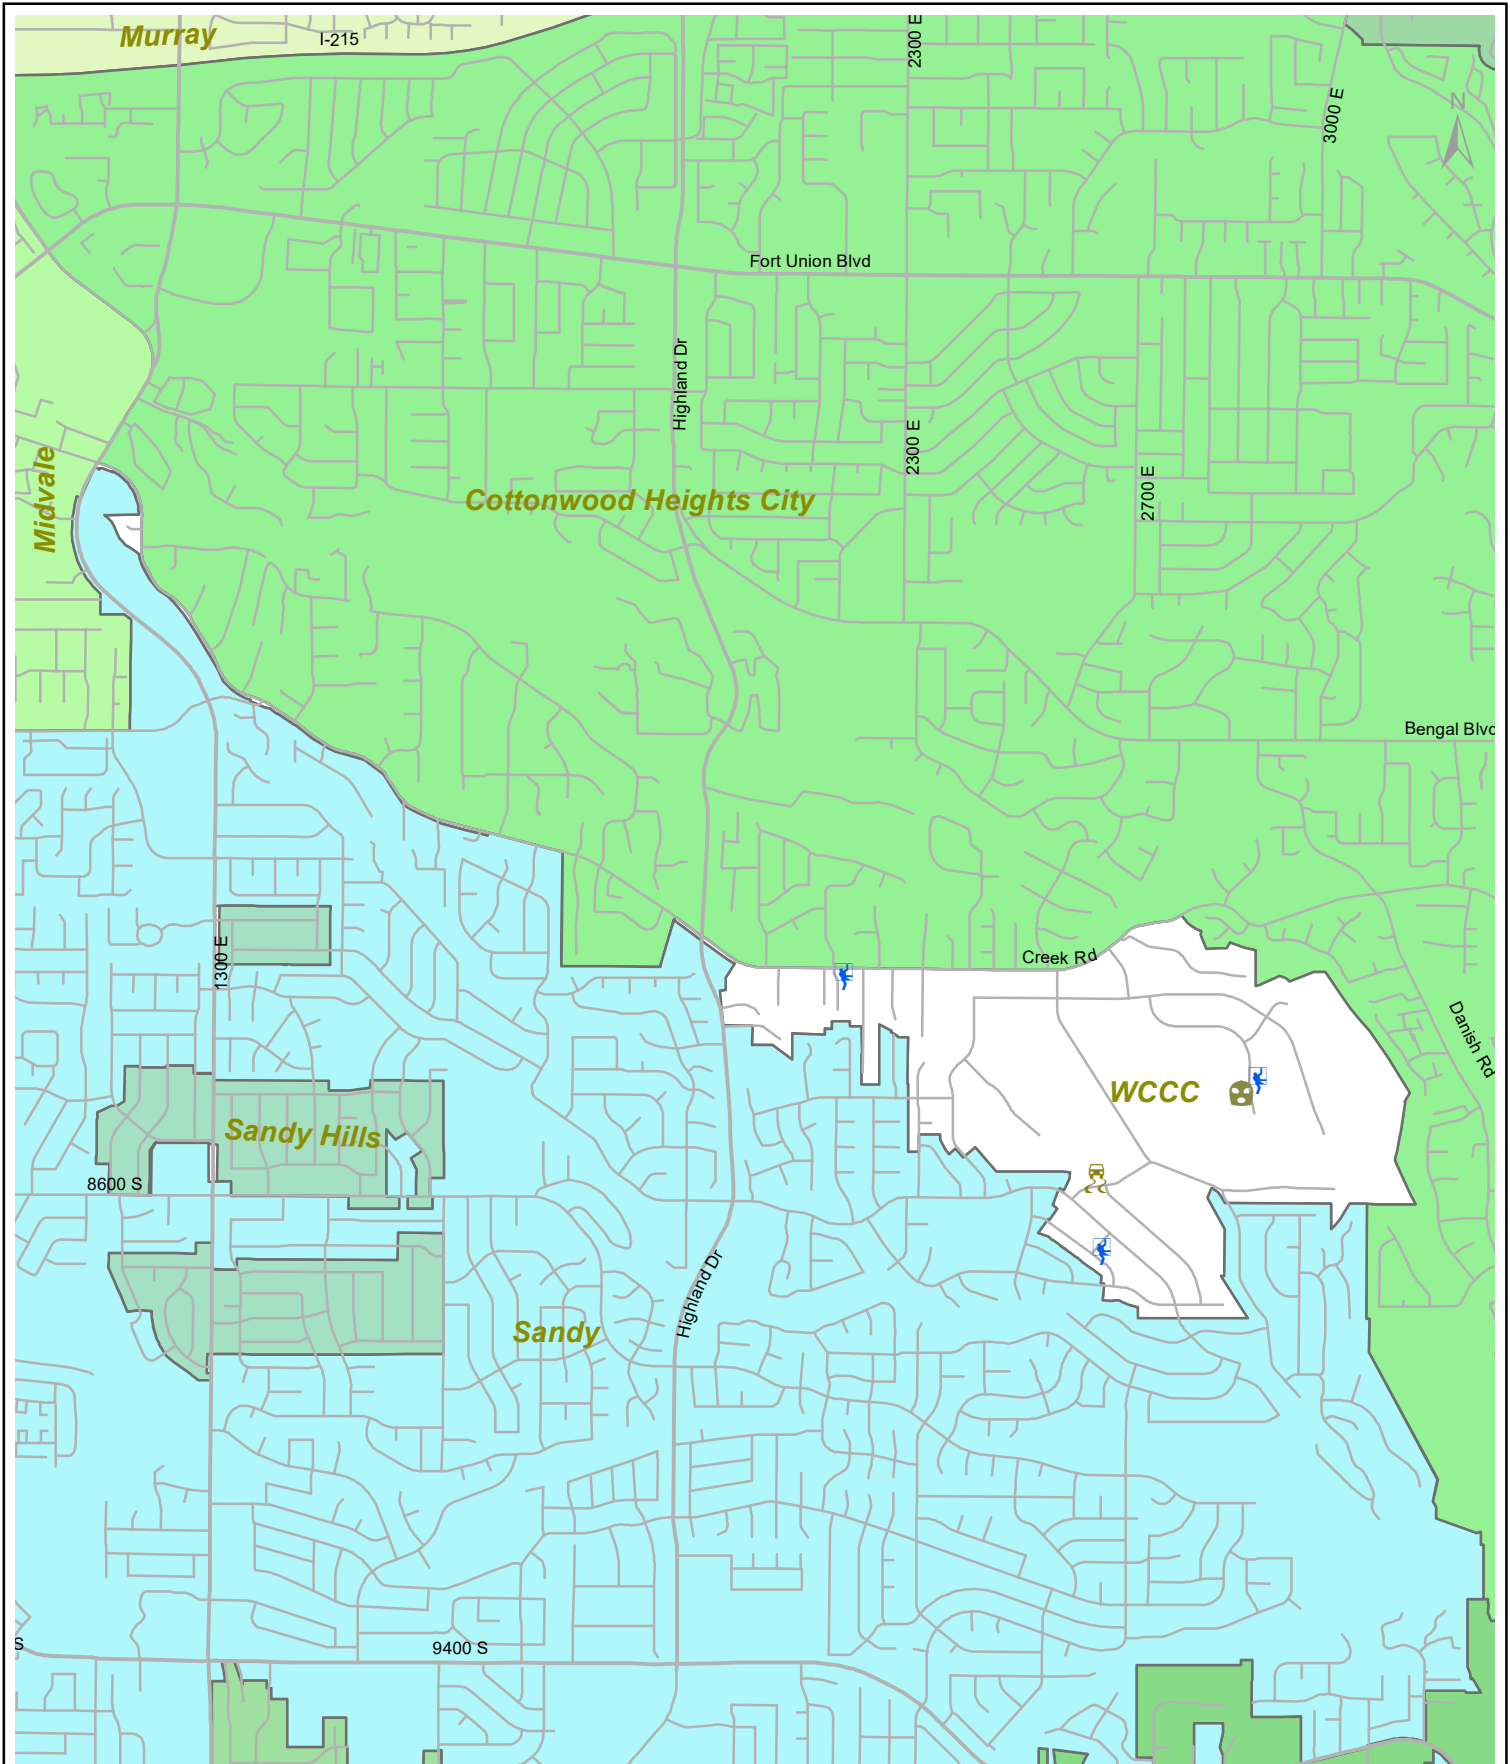 Murray
I-215
2300 E
3000 E
N
Fort Union Blvd
Highland Dr
2300 E
Midvale
2700 E
Cottonwood Heights City
Bengal Blvd
1300 E
Creek Rd
Danish Rd
WCCC
Sandy Hills
8600 S
Highland Dr
Sandy
S
9400 S